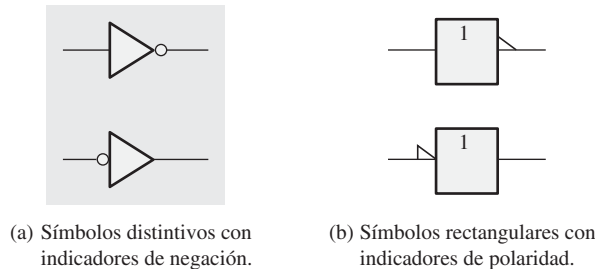 1
1
(a) Símbolos distintivos con
indicadores de negación.
(b) Símbolos rectangulares con
indicadores de polaridad.